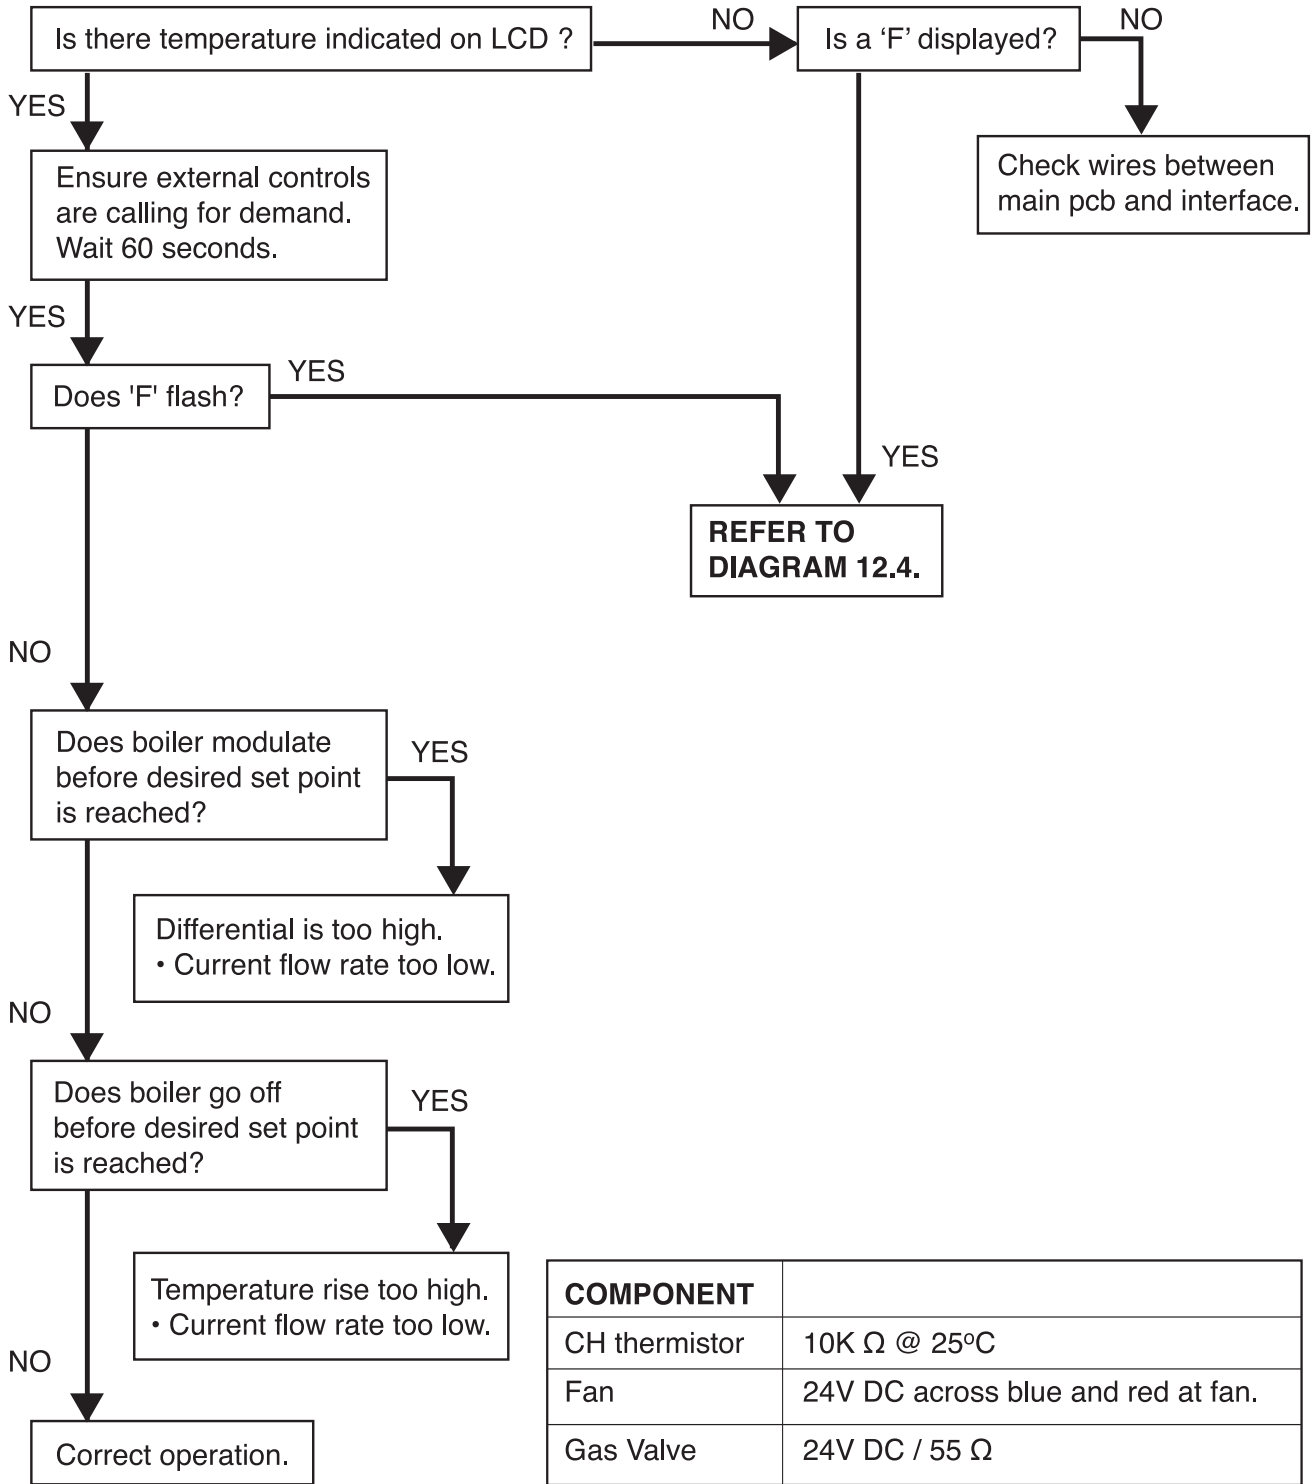 Is there temperature indicated on LCD ?
NO
Is a ‘F’ displayed?
NO
YES
Check wires between
main pcb and interface.
Ensure external controls
are calling for demand.
Wait 60 seconds.
YES
Does 'F' flash?
YES
YES
REFER TO
DIAGRAM 12.4.
NO
Does boiler modulate
before desired set point
is reached?
YES
Differential is too high.
• Current flow rate too low.
NO
Does boiler go off
before desired set point
is reached?
YES
Temperature rise too high.
• Current flow rate too low.
NO
Correct operation.
COMPONENT
CH thermistor 10K Ω @ 25ºC
Fan 24V DC across blue and red at fan.
Gas Valve 24V DC / 55 Ω